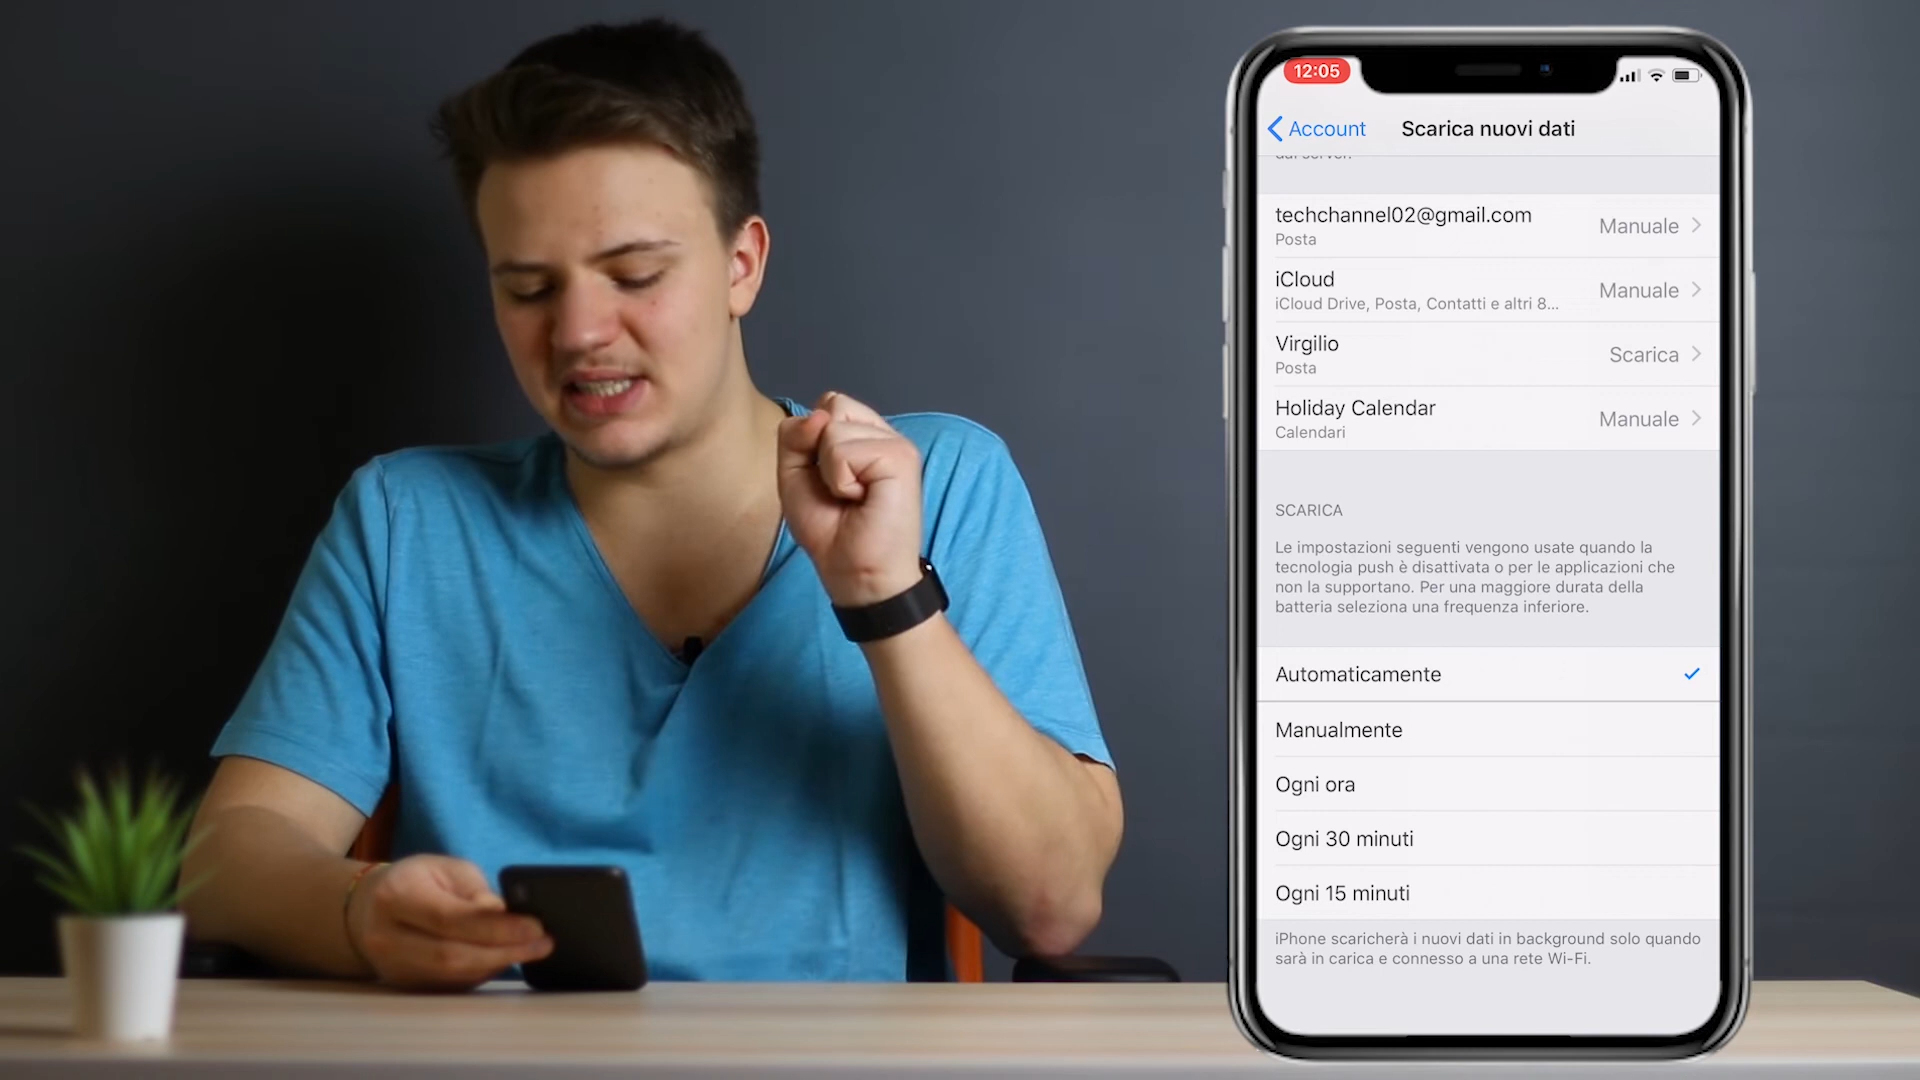 12:05
Account
Scarica nuovi dati
dal server.
techchannel02@gmail.com
Manuale
Posta
iCloud
Manuale
iCloud Drive, Posta, Contatti e altri 8...
Virgilio
Scarica
Posta
Holiday Calendar
Manuale
Calendari
SCARICA
Le impostazioni seguenti vengono usate quando la
tecnologia push è disattivata o per le applicazioni che
non la supportano. Per una maggiore durata della
batteria seleziona una frequenza inferiore.
Automaticamente
Manualmente
Ogni ora
Ogni 30 minuti
Ogni 15 minuti
iPhone scaricherà i nuovi dati in background solo quando
sarà in carica e connesso a una rete Wi-Fi.